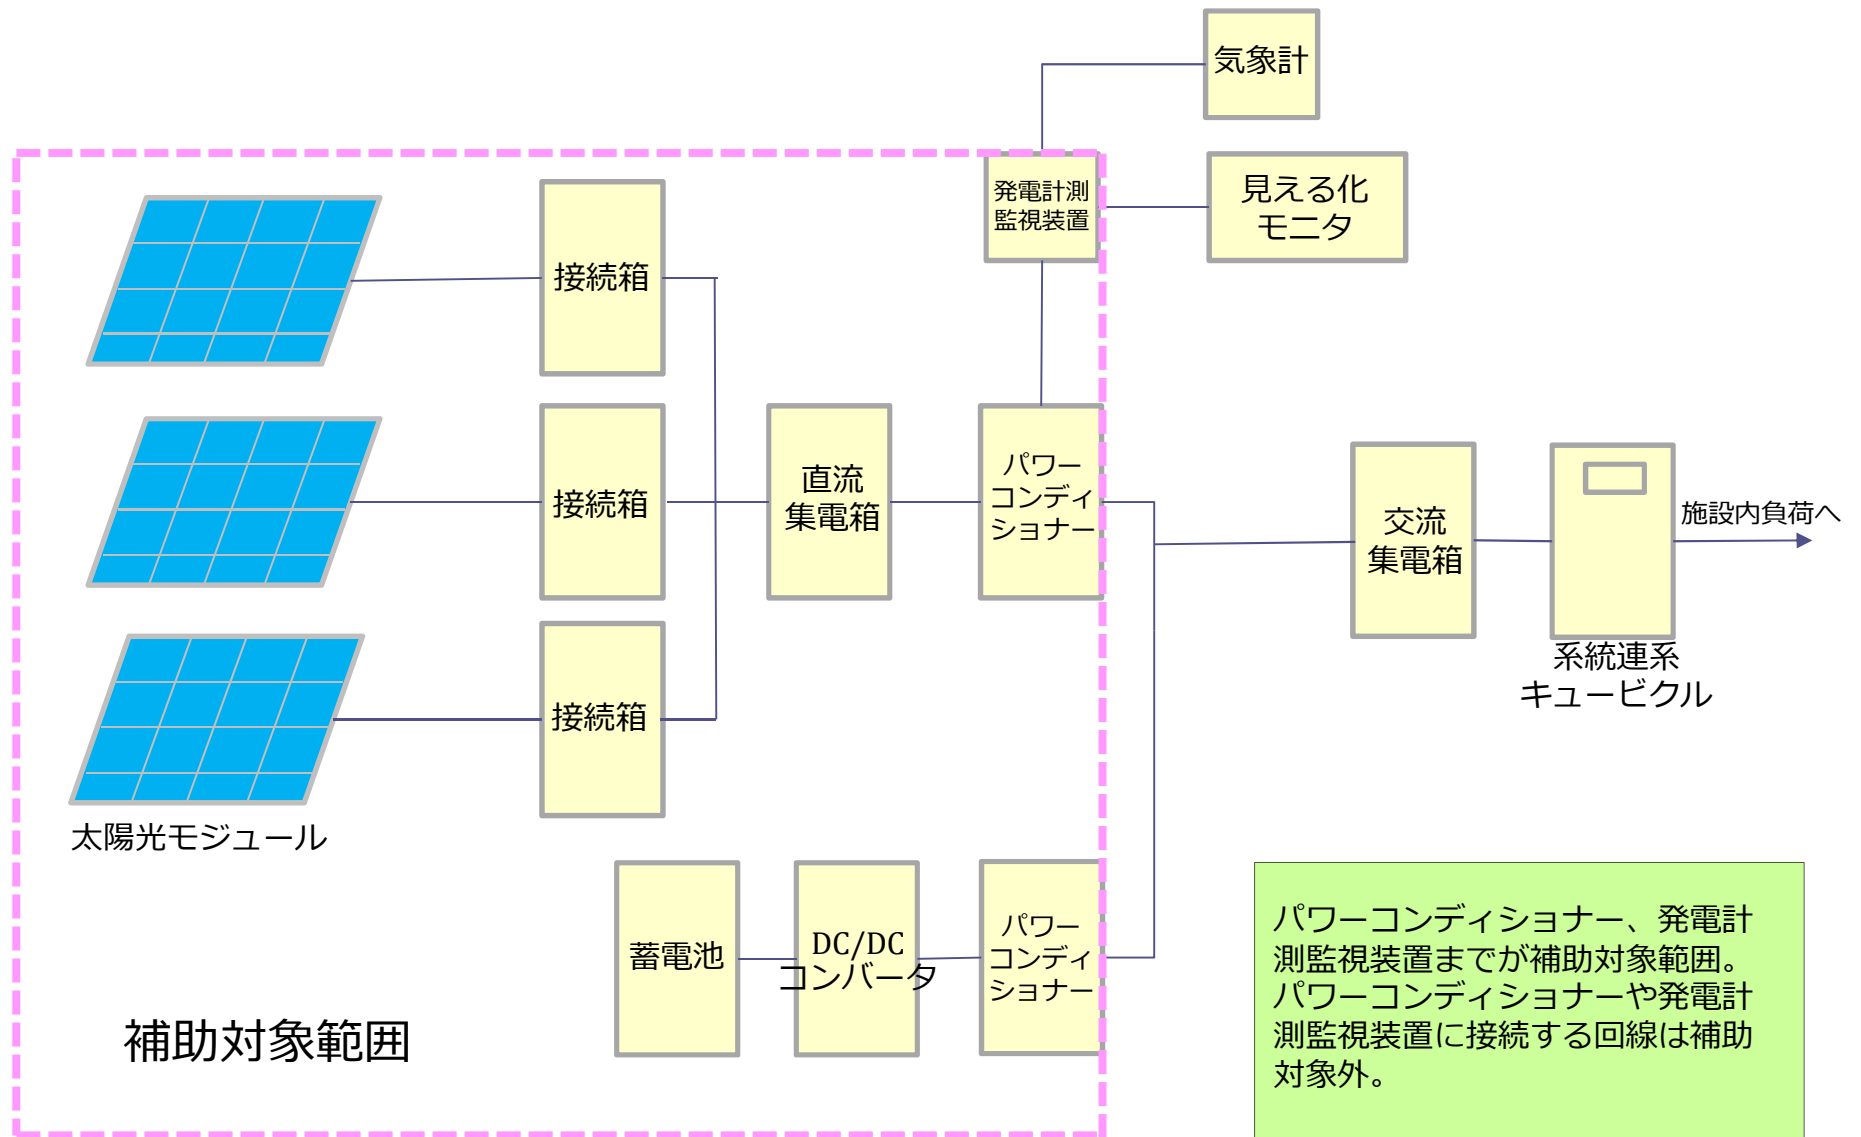 気象計
発電計測
監視装置
見える化
モニタ
接続箱
接続箱
直流
集電箱
パワー
コンディ
ショナー
交流
集電箱
施設内負荷へ
系統連系
キュービクル
接続箱
太陽光モジュール
蓄電池
DC/DC
コンバータ
パワー
コンディ
ショナー
補助対象範囲
パワーコンディショナー、発電計
測監視装置までが補助対象範囲。
パワーコンディショナーや発電計
測監視装置に接続する回線は補助
対象外。